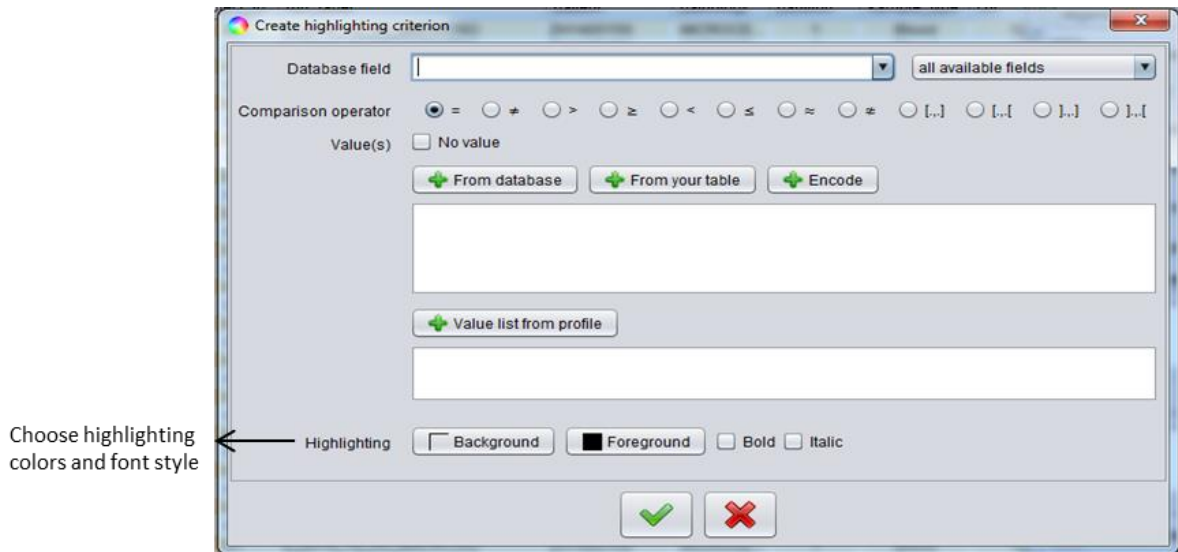 Create highlighting criterion
Database field
all available fields
Comparison operator = ≠ > ≥ < ≤ ≈ ≉ [..] [..[ ]..] ]..[
Value(s) No value
From database From your table Encode
Value list from profile
Choose highlighting
colors and font style
Highlighting Background Foreground Bold Italic